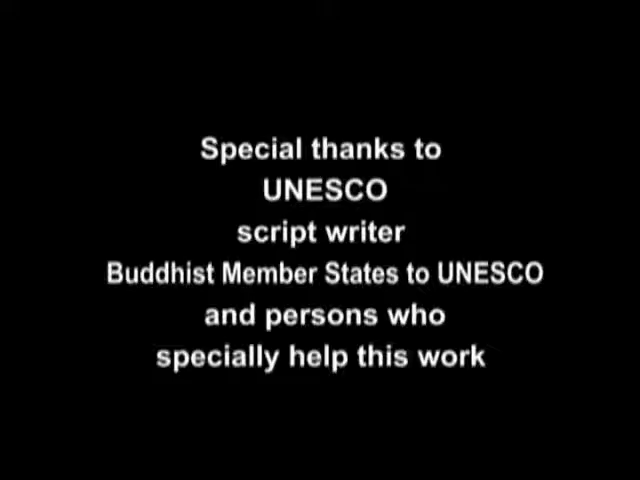 Special thanks to
UNESCO
script writer
Buddhist Member States to UNESCO
and persons who
specially help this work